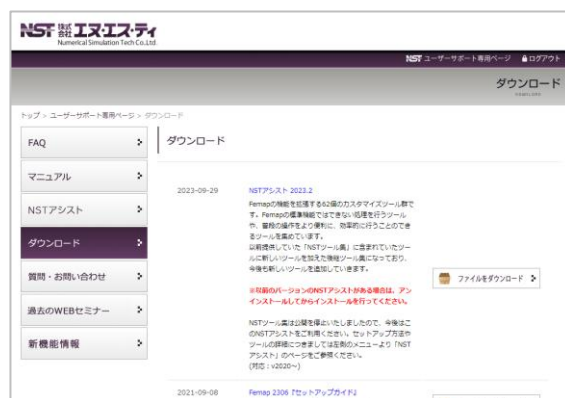 NST 株式会社 エヌ・エス・ティ
Numerical Simulation Tech Co.,Ltd.
NST ユーザーサポート専用ページ ログアウト
ダウンロード
トップ > ユーザーサポート専用ページ > ダウンロード
FAQ
マニュアル
NSTアシスト
ダウンロード
質問・お問い合わせ
過去のWEBセミナー
新機能情報
ダウンロード
2023-09-29
NSTアシスト 2023.2
Femapの機能を拡張する62個のカスタマイズツール群で
す。Femapの標準機能ではできない処理を行うツール
や、普段の操作をより便利に、効率的に行うことのでき
るツールを集めています。
以前提供していた「NSTツール集」に含まれていたツー
ルに新しいツールを加えた後継ツール集になっており、
今後も新しいツールを追加していきます。
※以前のバージョンのNSTアシストがある場合は、アン
インストールしてからインストールを行ってください。
NSTツール集は公開を停止いたしましたので、今後はこ
のNSTアシストをご利用ください。セットアップ方法や
ツールの詳細につきましては左側のメニューより「NST
アシスト」のページをご参照ください。
(対応：v2020～)
ファイルをダウンロード
2021-09-08
Femap 2306『セットアップガイド』